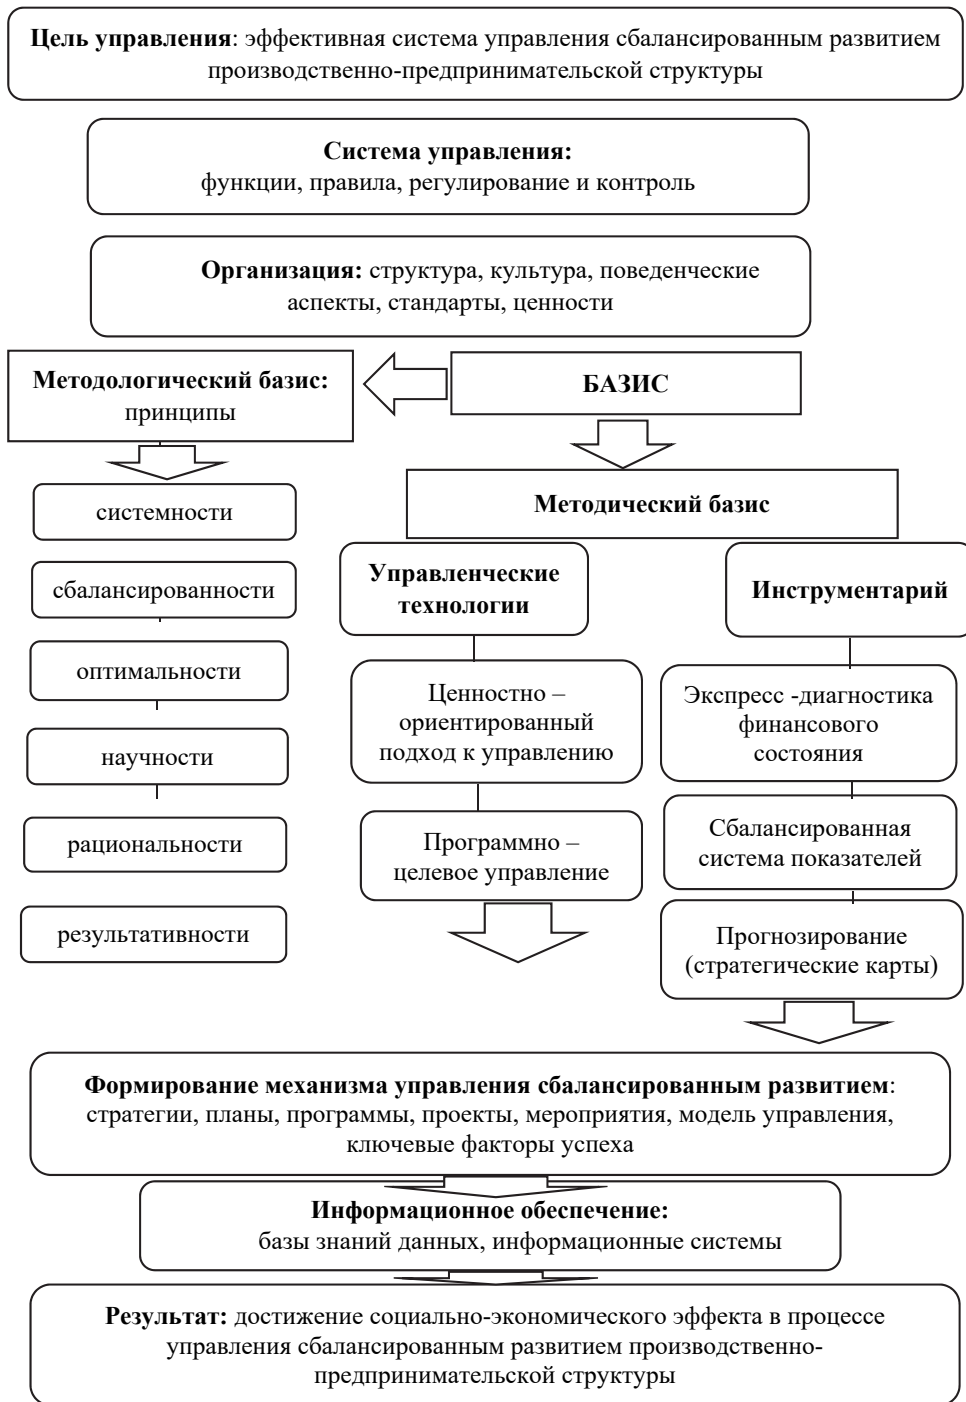 Цель управления: эффективная система управления сбалансированным развитием
производственно-предпринимательской структуры
Система управления:
функции, правила, регулирование и контроль
Организация: структура, культура, поведенческие
аспекты, стандарты, ценности
Методологический базис:
принципы
БАЗИС
системности
сбалансированности
оптимальности
научности
рациональности
результативности
Методический базис
Управленческие
технологии
Ценностно –
ориентированный
подход к управлению
Программно –
целевое управление
Инструментарий
Экспресс -диагностика
финансового
состояния
Сбалансированная
система показателей
Прогнозирование
(стратегические карты)
Формирование механизма управления сбалансированным развитием:
стратегии, планы, программы, проекты, мероприятия, модель управления,
ключевые факторы успеха
Информационное обеспечение:
базы знаний данных, информационные системы
Результат: достижение социально-экономического эффекта в процессе
управления сбалансированным развитием производственно-
предпринимательской структуры